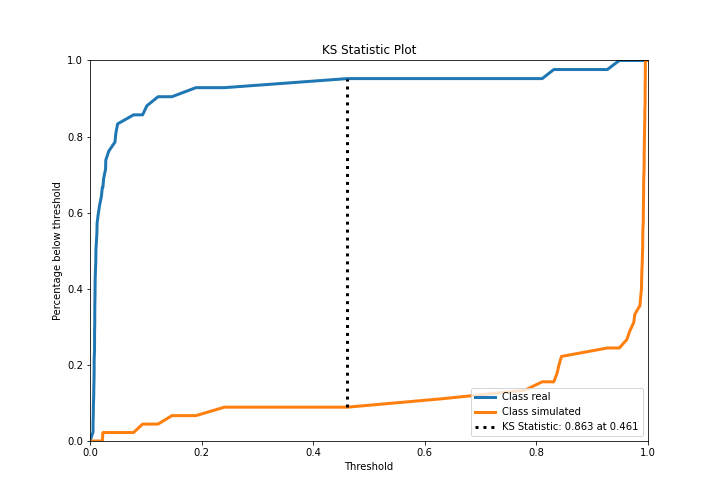 KS Statistic Plot
Percentage below threshold
1.0
0.8
0.6
0.4
0.2
0.0
0.0 0.2 0.4 0.6 0.8 1.0
Threshold
Class real
Class simulated
KS Statistic: 0.863 at 0.461